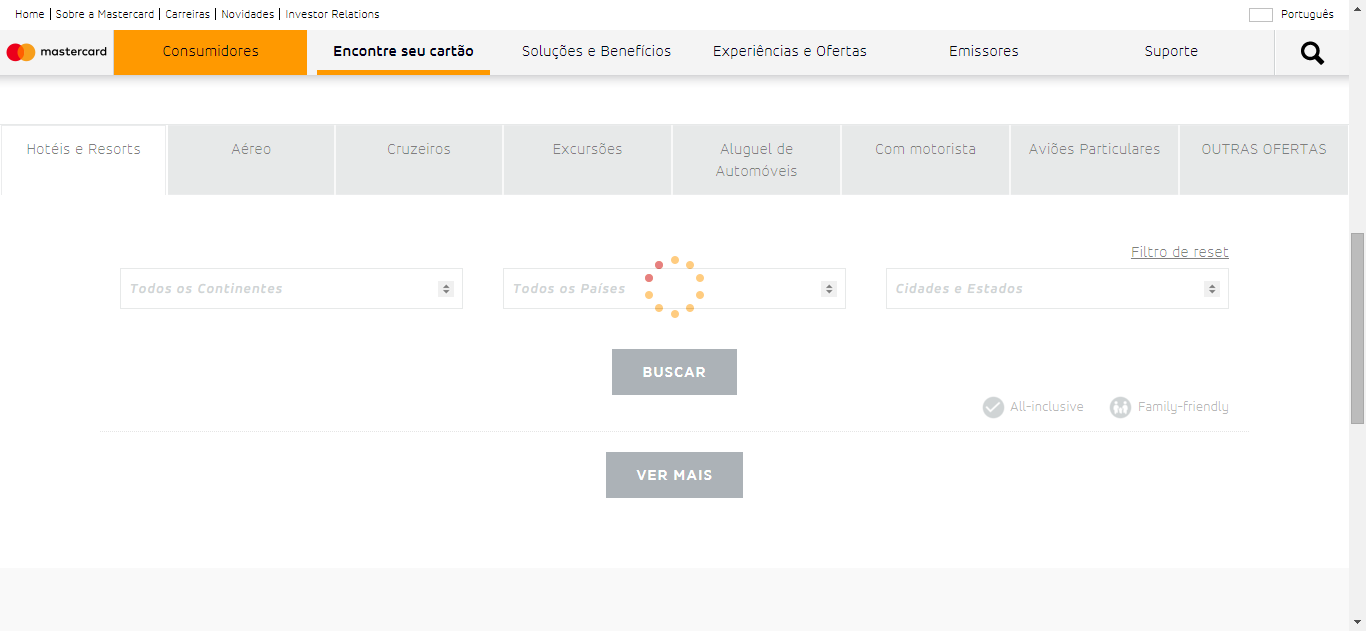 Home | Sobre a Mastercard | Carreiras | Novidades | Investor Relations
Português
mastercard
Consumidores
Encontre seu cartão
Soluções e Benefícios
Experiências e Ofertas
Emissores
Suporte
Hotéis e Resorts
Aéreo
Cruzeiros
Excursões
Aluguel de
Automóveis
Com motorista
Aviões Particulares
OUTRAS OFERTAS
Filtro de reset
Todos os Continentes
Todos os Países
Cidades e Estados
BUSCAR
All-inclusive
Family-friendly
VER MAIS